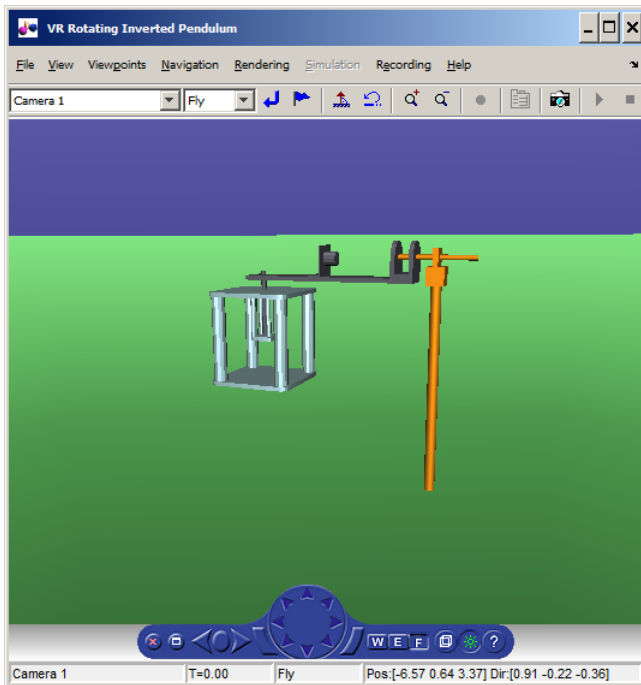 VR Rotating Inverted Pendulum
File View Viewpoints Navigation Rendering Simulation Recording Help
Camera 1 Fly
W E F ?
Camera 1 T=0.00 Fly Pos:[-6.57 0.64 3.37] Dir:[0.91 -0.22 -0.36]